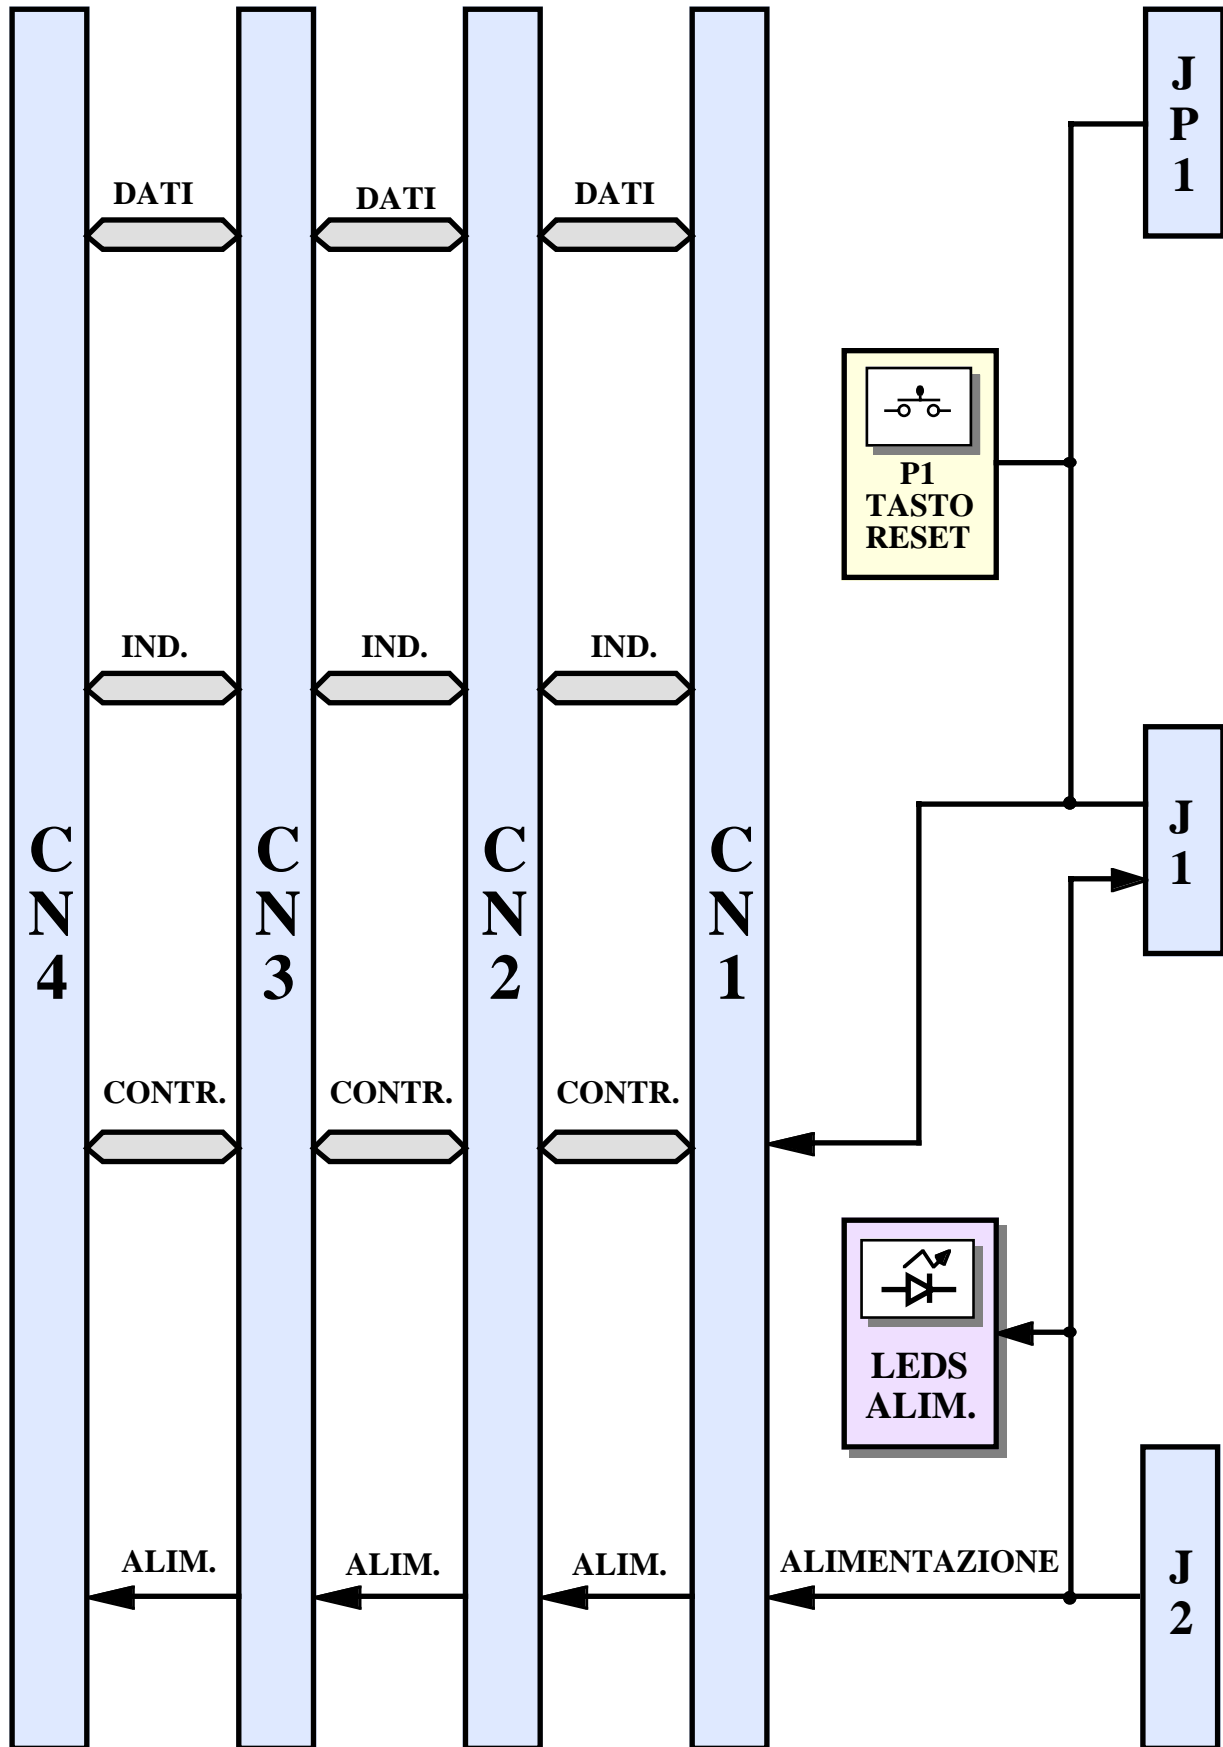 J
P
1
DATI
DATI
DATI
P1
TASTO
RESET
IND.
IND.
IND.
C
N
4
C
N
3
C
N
2
C
N
1
J
1
CONTR.
CONTR.
CONTR.
LEDS
ALIM.
ALIM.
ALIM.
ALIM.
ALIMENTAZIONE
J
2